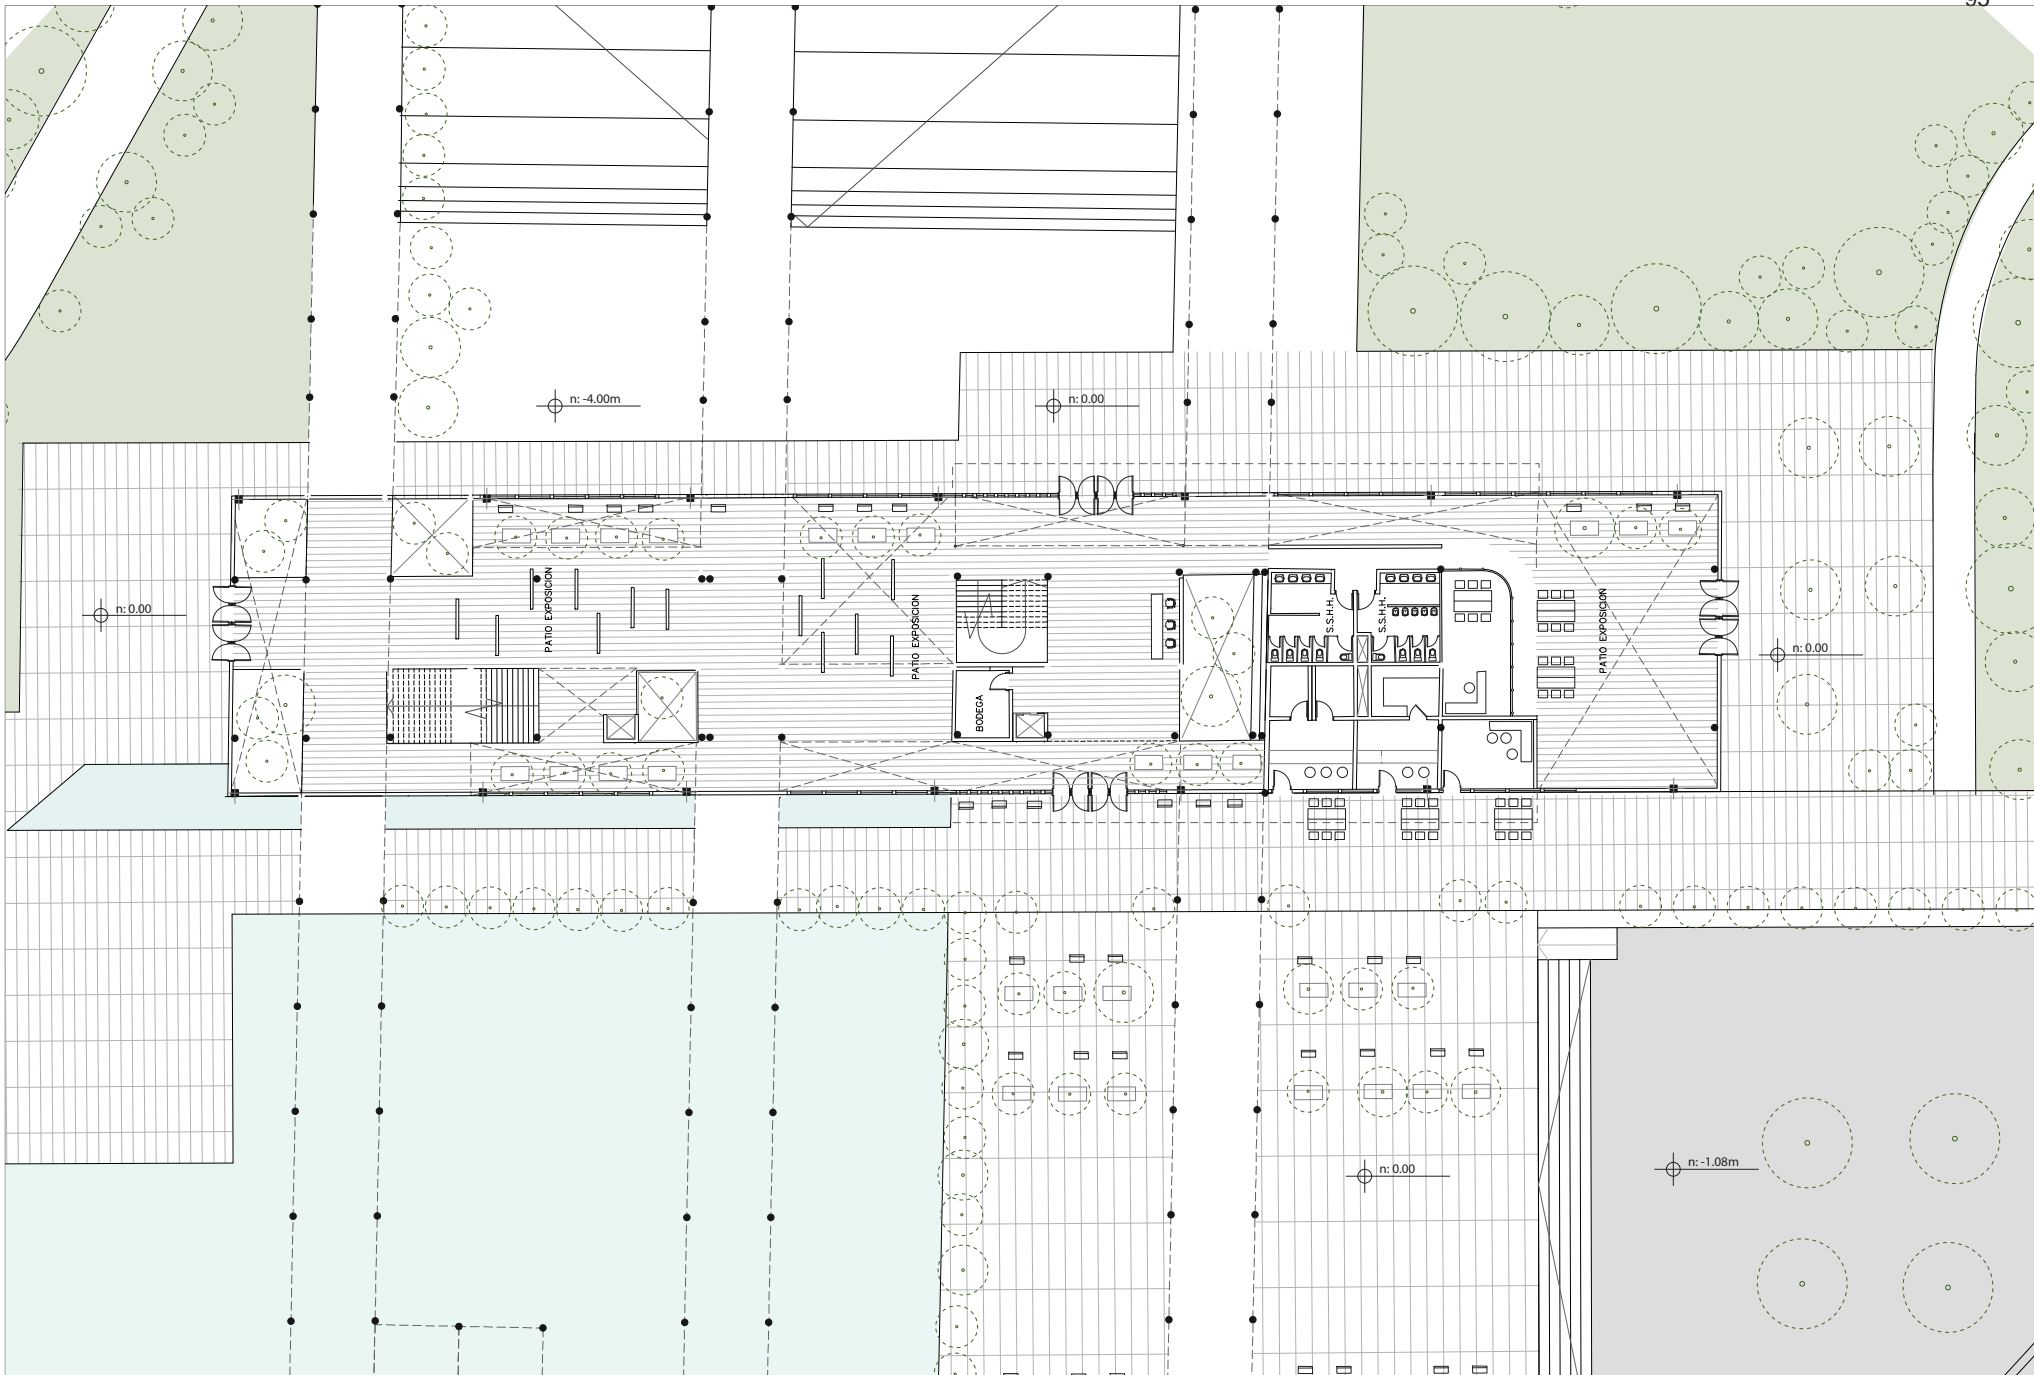 n: -4.00m
n: 0.00
PATIO EXPOSICION
PATIO EXPOSICION
S.S.H.H.
S.S.H.H.
PATIO EXPOSICION
n: 0.00
n: 0.00
BODEGA
n: 0.00
n: -1.08m